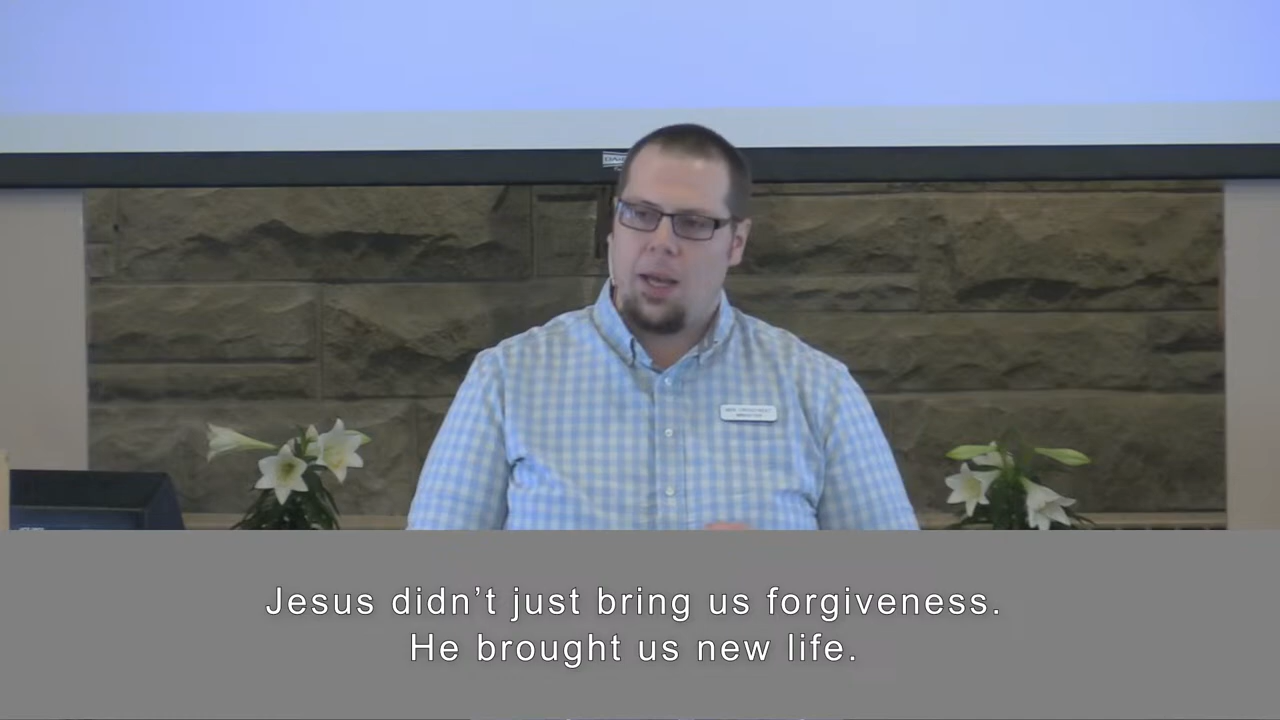 Jesus didn’t just bring us forgiveness.
He brought us new life.